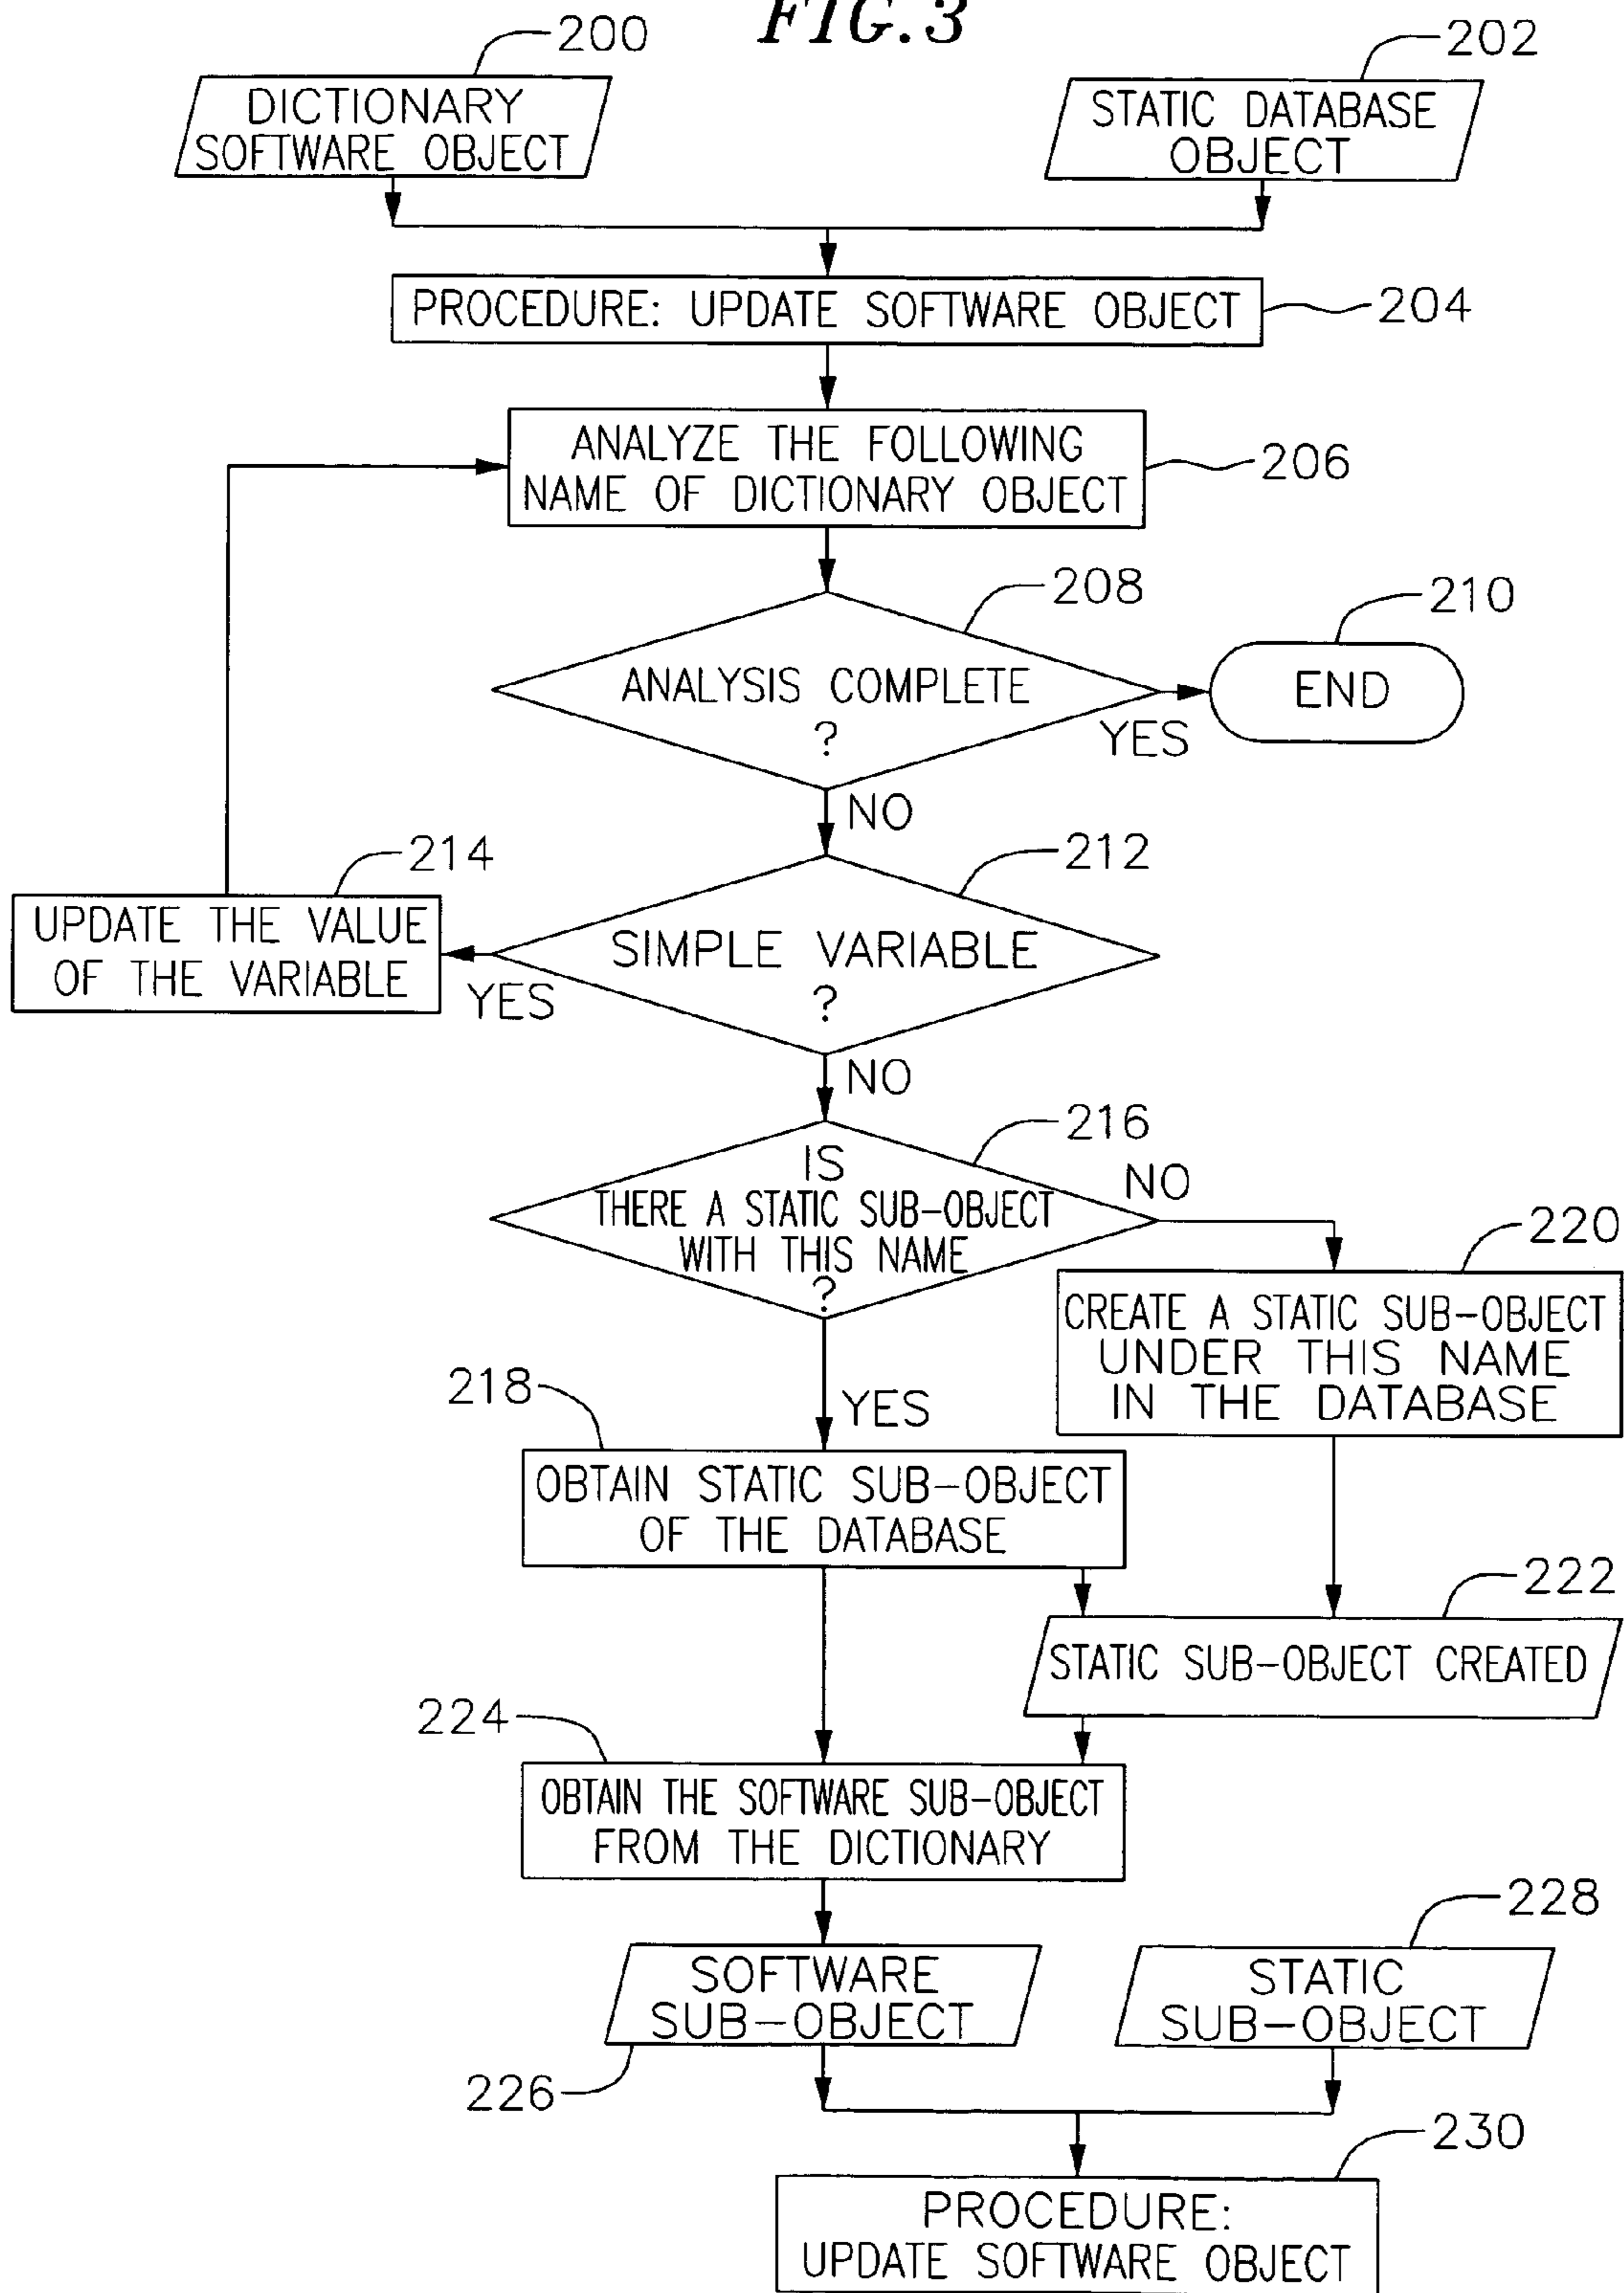 FIG. 3
200
202
DICTIONARY
SOFTWARE OBJECT
STATIC DATABASE
OBJECT
PROCEDURE: UPDATE SOFTWARE OBJECT
204
ANALYZE THE FOLLOWING
NAME OF DICTIONARY OBJECT
206
208
210
ANALYSIS COMPLETE
?
YES
END
NO
214
212
UPDATE THE VALUE
OF THE VARIABLE
YES
SIMPLE VARIABLE
?
NO
216
IS
THERE A STATIC SUB-OBJECT
WITH THIS NAME
?
NO
220
CREATE A STATIC SUB-OBJECT
UNDER THIS NAME
IN THE DATABASE
218
YES
OBTAIN STATIC SUB-OBJECT
OF THE DATABASE
222
STATIC SUB-OBJECT CREATED
224
OBTAIN THE SOFTWARE SUB-OBJECT
FROM THE DICTIONARY
228
SOFTWARE
SUB-OBJECT
STATIC
SUB-OBJECT
226
230
PROCEDURE:
UPDATE SOFTWARE OBJECT